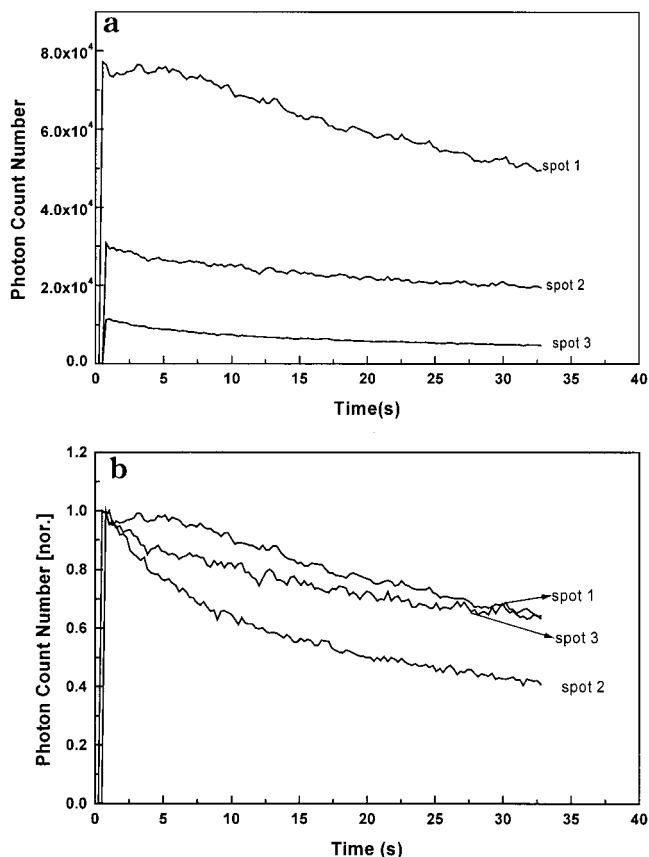 a
8.0x10⁴
6.0x10⁴
4.0x10⁴
2.0x10⁴
0.0
Photon Count Number
spot 1
spot 2
spot 3
0 5 10 15 20 25 30 35 40
Time(s)
b
1.2
1.0
0.8
0.6
0.4
0.2
0.0
Photon Count Number [nor.]
spot 1
spot 3
spot 2
0 5 10 15 20 25 30 35 40
Time (s)